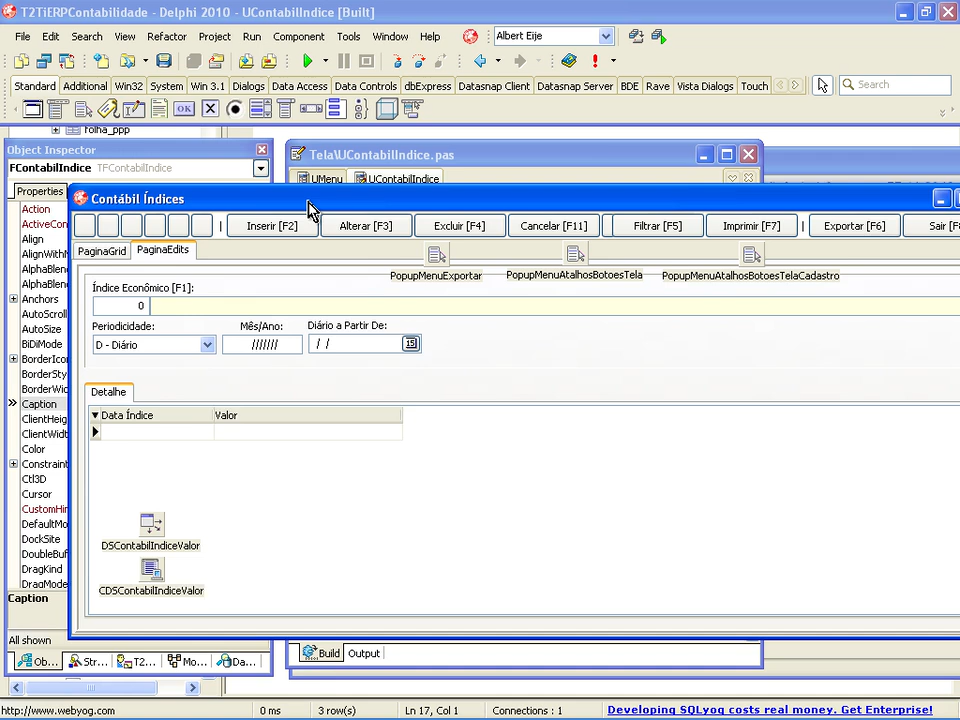 T2TiERPContabilidade - Delphi 2010 - UContabilIndice [Built]
File Edit Search View Refactor Project Run Component Tools Window Help Albert Eije
Standard Additional Win32 System Win 3.1 Dialogs Data Access Data Controls dbExpress Datasnap Client Datasnap Server BDE Rave Vista Dialogs Touch Search
OK
folha_ppp
Object Inspector
FContabilIndice TFContabilIndice
Properties
Tela\UContabilIndice.pas
UMenu UContabilIndice
Contábil Índices
| Inserir [F2] Alterar [F3] Excluir [F4] Cancelar [F11] Filtrar [F5] Imprimir [F7] | Exportar [F6] Sair [F8
PaginaGrid PaginaEdits
PopupMenuExportar PopupMenuAtalhosBotoesTela PopupMenuAtalhosBotoesTelaCadastro
Índice Econômico [F1]:
0
Periodicidade: Mês/Ano: Diário a Partir De:
D - Diário /////// / / 15
Detalhe
Data Índice Valor
DSContabilIndiceValor
CDSContabilIndiceValor
Action
ActiveCon
Align
AlignWithM
AlphaBlen
AlphaBlen
Anchors
AutoScroll
AutoSize
BiDiMode
BorderIco
BorderSty
BorderWid
Caption
ClientHeig
ClientWidt
Color
Constraint
Ctl3D
Cursor
CustomHin
DefaultMo
DockSite
DoubleBuf
DragKind
DragMode
Caption
All shown
Ob... Str... T2... Mo... Da...
Build Output
http://www.webyog.com 0 ms 3 row(s) Ln 17, Col 1 Connections : 1 Developing SQLyog costs real money. Get Enterprise!